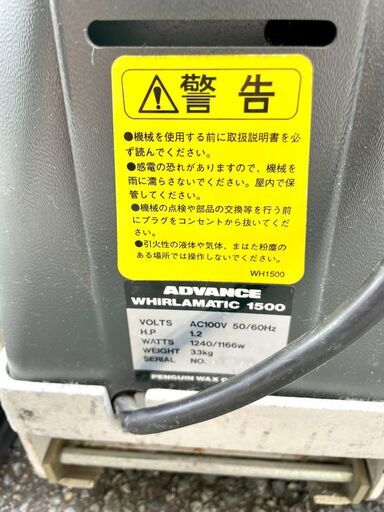 警告
●機械を使用する前に取扱説明書を必
ず読んでください。
●感電の恐れがありますので、機械を
雨に濡らさないでください。屋内で保
管してください。
●機械の点検や部品の交換等を行う前
にプラグをコンセントから抜いてくだ
さい。
●引火性の液体や気体、または粉塵の
ある場所では操作しないでください。
WH1500
ADVANCE
WHIRLAMATIC 1500
VOLTS AC100V 50/60Hz
H.P 1.2
WATTS 1240/1166w
WEIGHT 33kg
SERIAL NO.
PENGUIN WAX